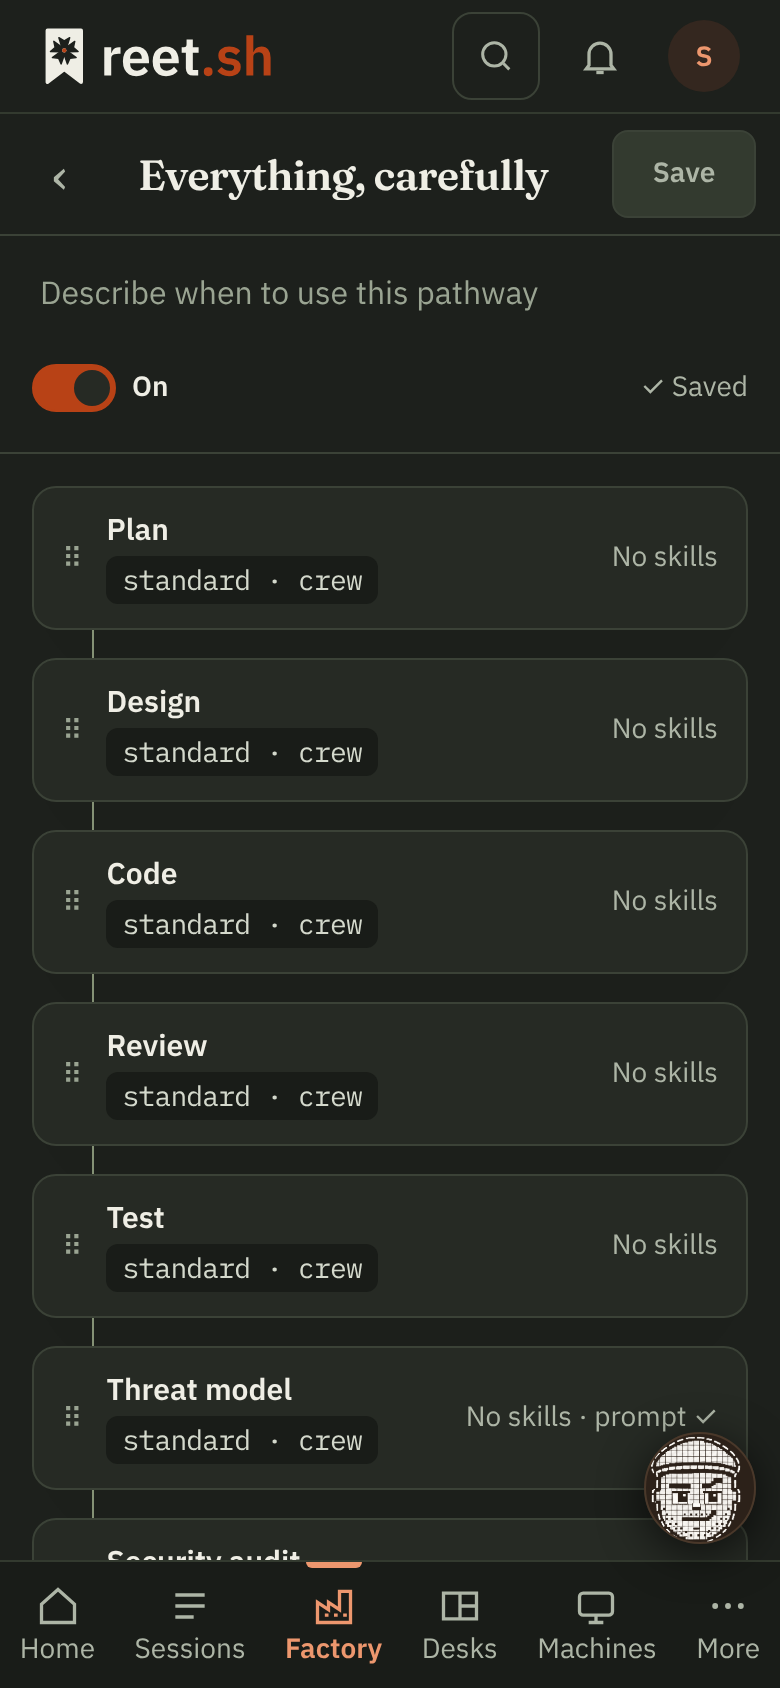 reet.sh
S
Everything, carefully
Save
Describe when to use this pathway
On
✓ Saved
Plan
standard · crew
No skills
Design
standard · crew
No skills
Code
standard · crew
No skills
Review
standard · crew
No skills
Test
standard · crew
No skills
Threat model
standard · crew
No skills · prompt ✓
Security audit
Home
Sessions
Factory
Desks
Machines
More